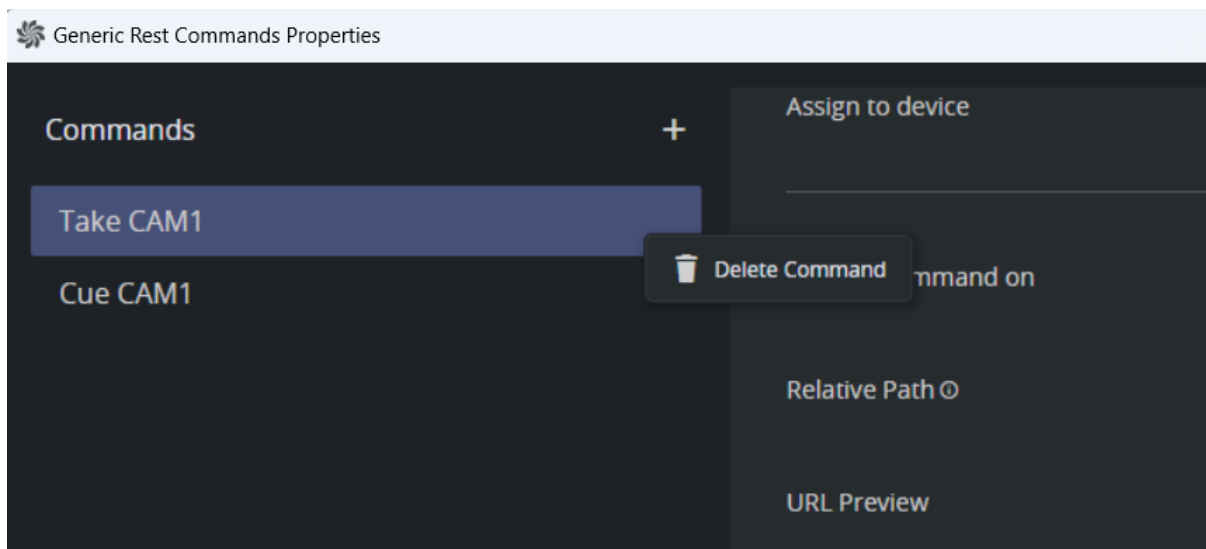 Generic Rest Commands Properties
Commands
+
Take CAM1
Cue CAM1
Delete Command
Assign to device
mmand on
Relative Path
URL Preview